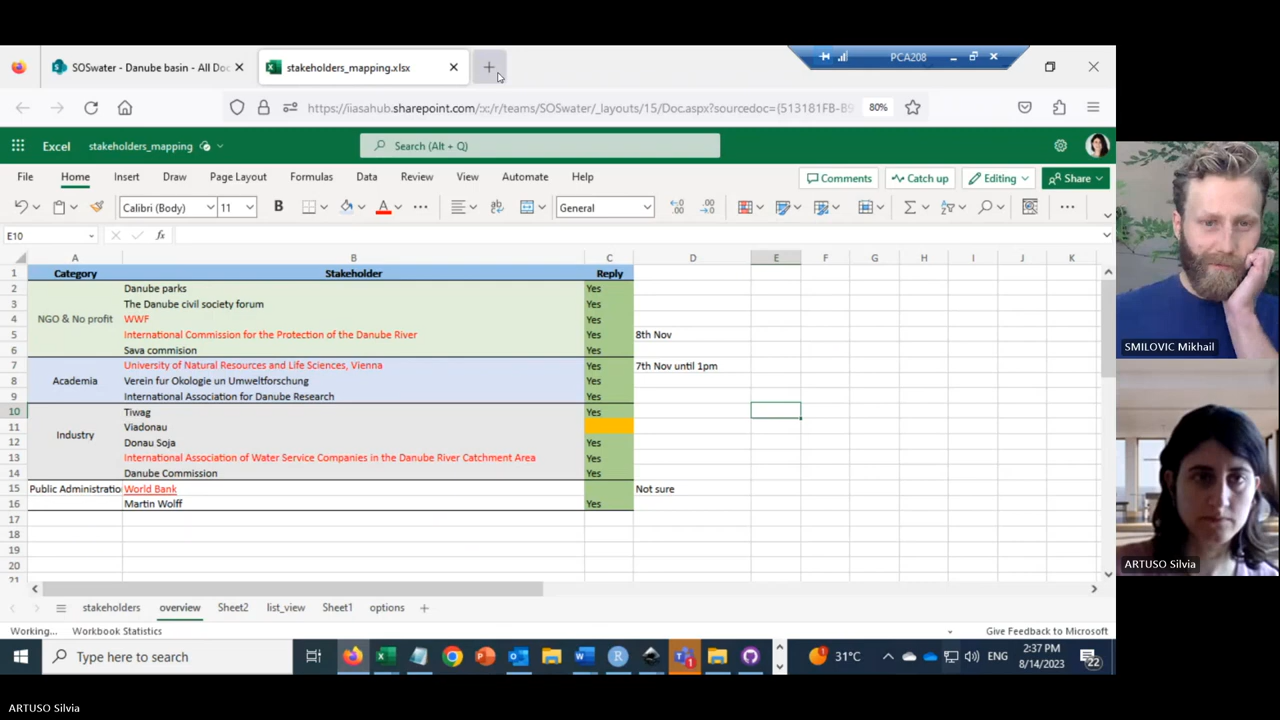 SOSwater - Danube basin - All Doc
stakeholders_mapping.xlsx
PCA208
https://iiasahub.sharepoint.com/:x:/r/teams/SOSwater/_layouts/15/Doc.aspx?sourcedoc={513181FB-B9
80%
Excel
stakeholders_mapping
Search (Alt + Q)
File Home Insert Draw Page Layout Formulas Data Review View Automate Help
Comments Catch up Editing Share
Calibri (Body) 11 B A General
E10 fx
A B C D E F G H I J K
1 Category Stakeholder Reply
2 Danube parks Yes
3 The Danube civil society forum Yes
4 NGO & No profit WWF Yes
5 International Commission for the Protection of the Danube River Yes 8th Nov
6 Sava commision Yes
7 University of Natural Resources and Life Sciences, Vienna Yes 7th Nov until 1pm
8 Academia Verein fur Okologie un Umweltforschung Yes
9 International Association for Danube Research Yes
10 Tiwag Yes
11 Viadonau
Industry
12 Donau Soja Yes
13 International Association of Water Service Companies in the Danube River Catchment Area Yes
14 Danube Commission Yes
15 Public Administratio World Bank Not sure
16 Martin Wolff Yes
17
18
19
20
21
stakeholders overview Sheet2 list_view Sheet1 options
Working... Workbook Statistics Give Feedback to Microsoft
Type here to search
31°C ENG 2:37 PM
8/14/2023 22
SMILOVIC Mikhail
ARTUSO Silvia
ARTUSO Silvia